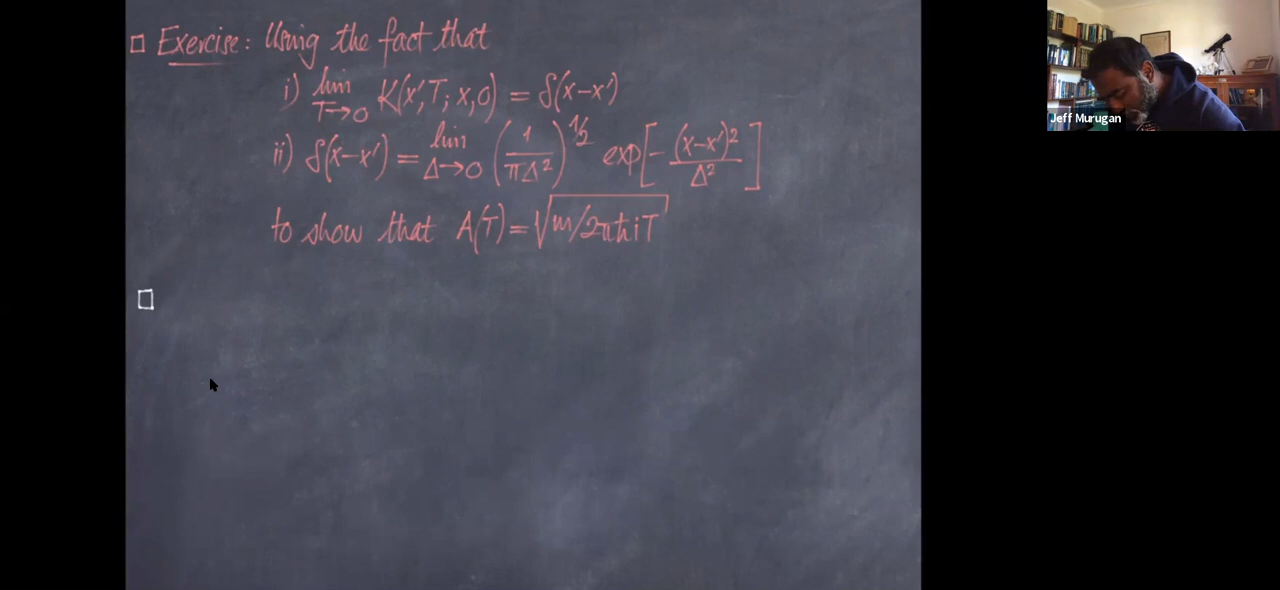 □ Exercise: Using the fact that
i) lim T→0 K(x',T; x,0) = δ(x-x')
ii) δ(x-x') = lim Δ→0 (1/πΔ²)^1/2 exp[-(x-x')²/Δ²]
to show that A(T) = √m/2πħiT
□
Jeff Murugan